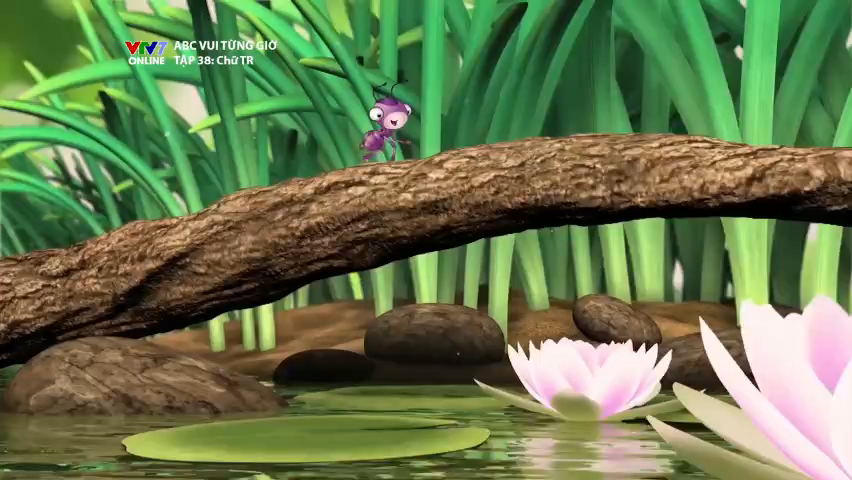 VTV7 ABC VUI TỪNG GIỜ
ONLINE TẬP 38: Chữ TR